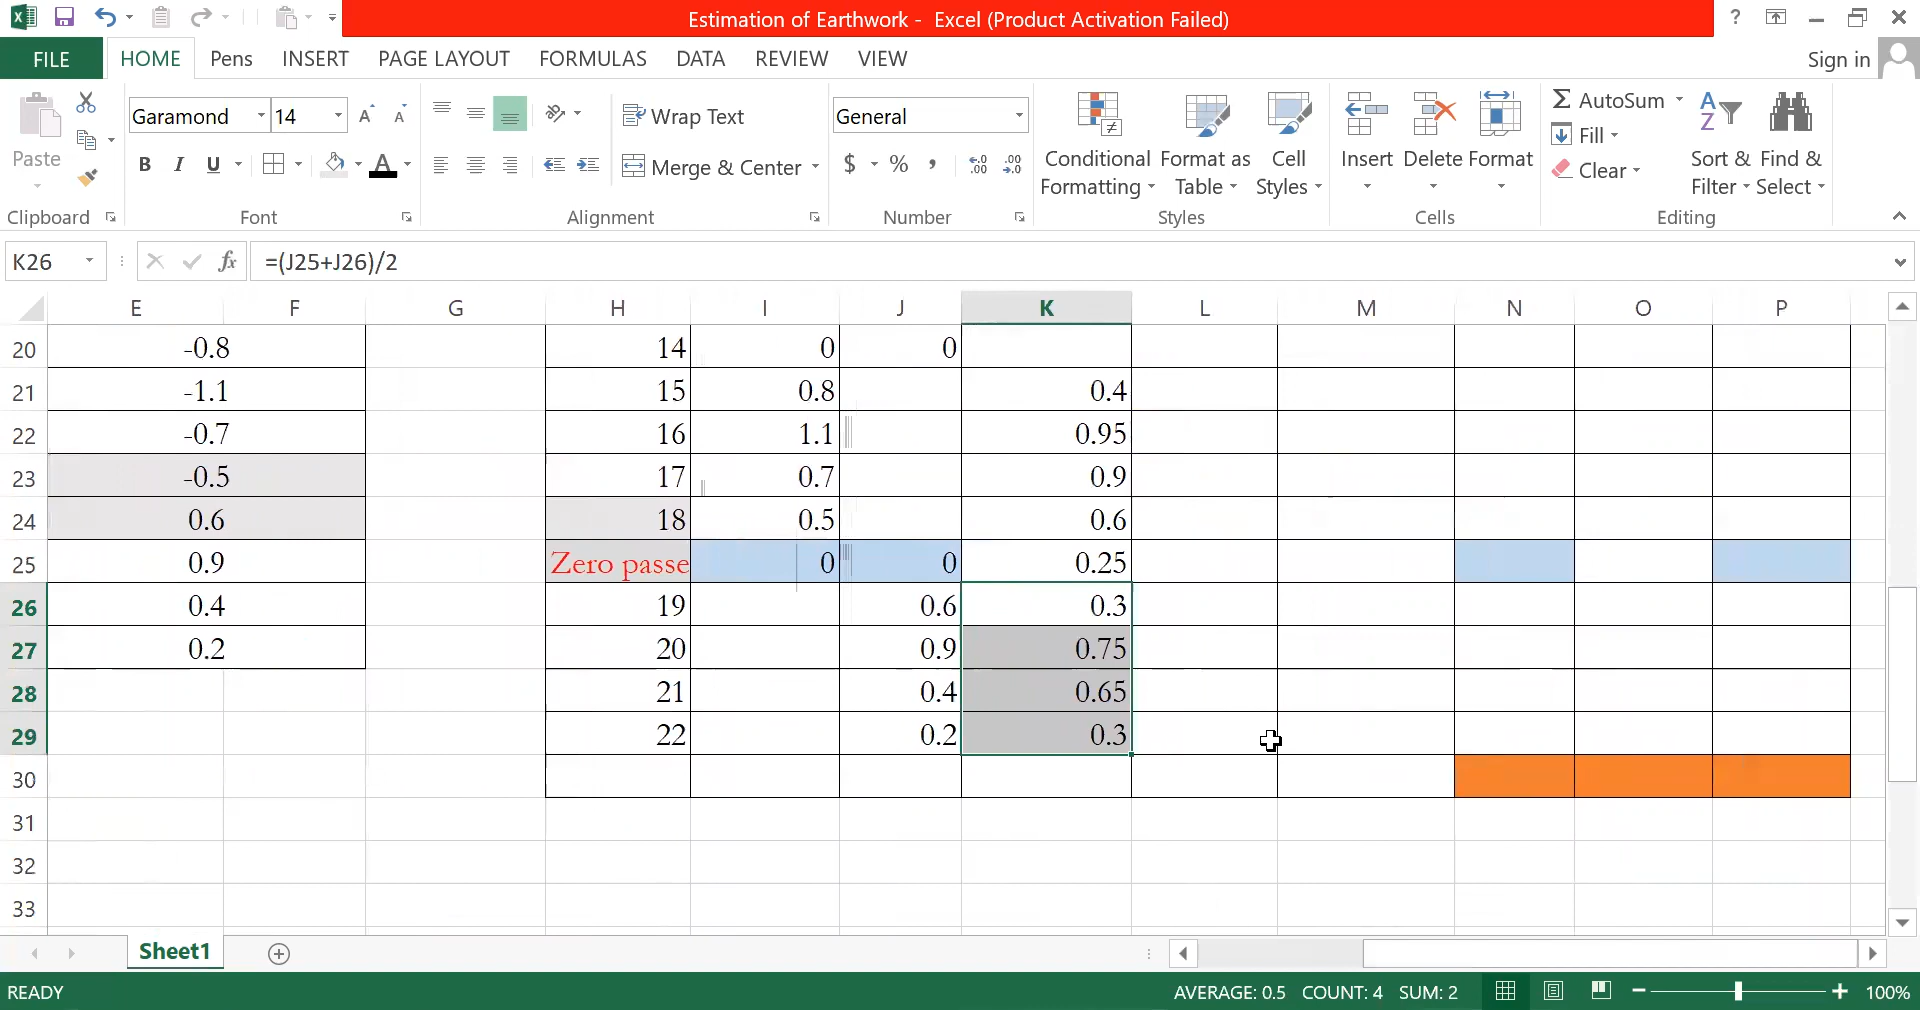 Estimation of Earthwork - Excel (Product Activation Failed)
?
FILE HOME Pens INSERT PAGE LAYOUT FORMULAS DATA REVIEW VIEW Sign in
Garamond 14 Wrap Text General AutoSum
Paste B I U A Merge & Center $ % , Conditional Formatting Format as Table Cell Styles Insert Delete Format Fill Clear Sort & Filter Find & Select
Clipboard Font Alignment Number Styles Cells Editing
K26 fx =(J25+J26)/2
E F G H I J K L M N O P
20 -0.8 14 0 0
21 -1.1 15 0.8 0.4
22 -0.7 16 1.1 0.95
23 -0.5 17 0.7 0.9
24 0.6 18 0.5 0.6
25 0.9 Zero passe 0 0 0.25
26 0.4 19 0.6 0.3
27 0.2 20 0.9 0.75
28 21 0.4 0.65
29 22 0.2 0.3
30
31
32
33
Sheet1
READY AVERAGE: 0.5 COUNT: 4 SUM: 2 100%